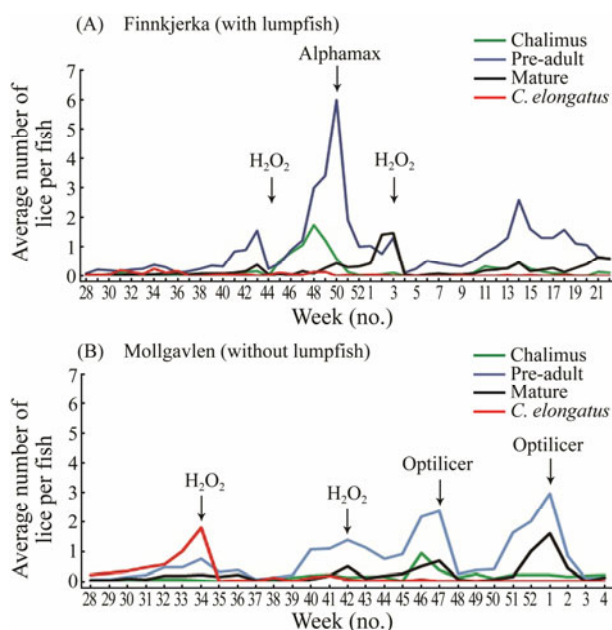 (A) Finnkjerka (with lumpfish)
Alphamax
H₂O₂
H₂O₂
Chalimus
Pre-adult
Mature
C. elongatus
Average number of
lice per fish
7
6
5
4
3
2
1
0
28 30 32 34 36 38 40 42 44 46 48 50 52 1 3 5 7 9 11 13 15 17 19 21
Week (no.)
(B) Mollgavlen (without lumpfish)
Chalimus
Pre-adult
Mature
C. elongatus
H₂O₂
H₂O₂
Optilicer
Optilicer
Average number of
lice per fish
7
6
5
4
3
2
1
0
28 29 30 31 32 33 34 35 37 38 39 40 41 42 43 44 45 46 47 48 49 50 51 52 1 2 3 4
Week (no.)